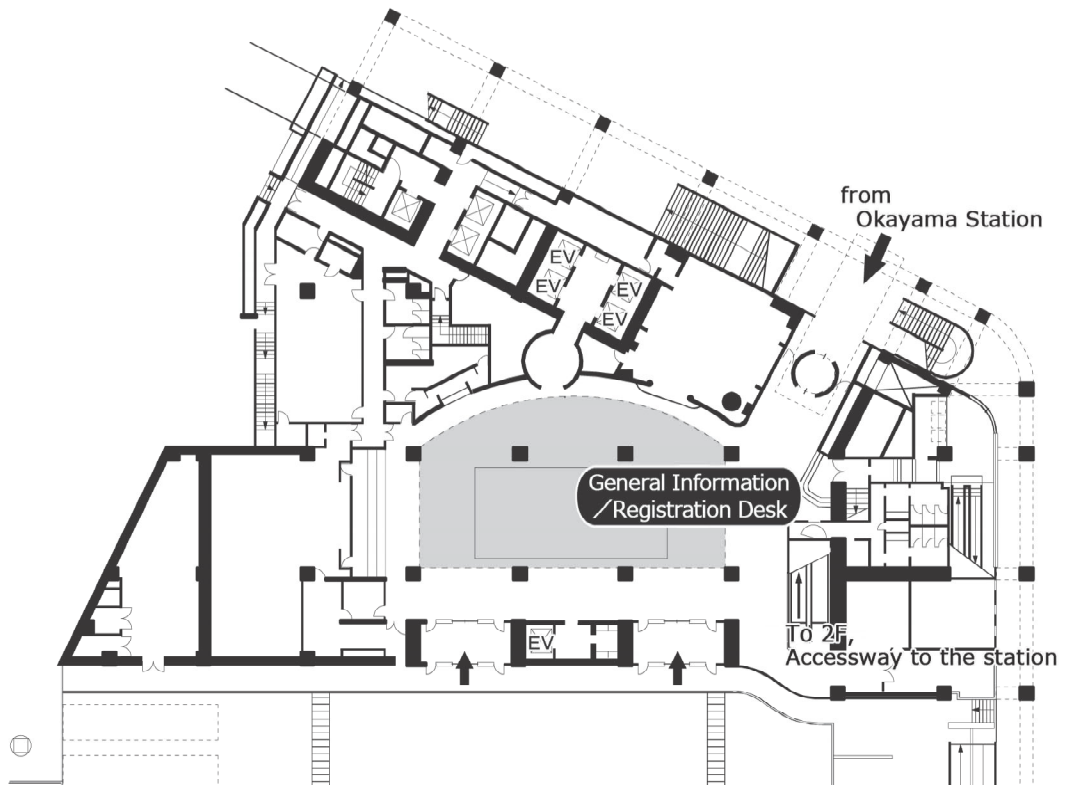 from
Okayama Station
EV
EV
EV
EV
General Information
／Registration Desk
EV
To 2F,
Accessway to the station